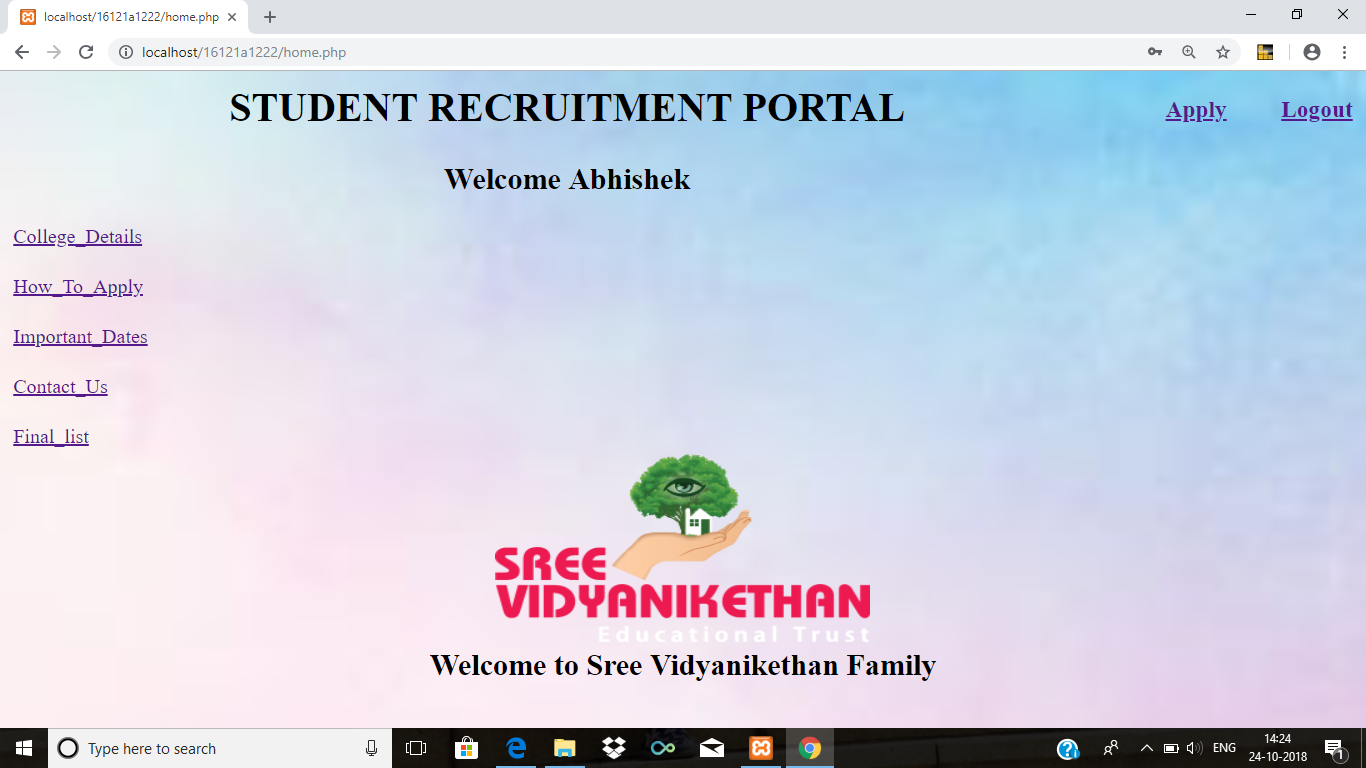 localhost/16121a1222/home.php
localhost/16121a1222/home.php
STUDENT RECRUITMENT PORTAL
Apply
Logout
Welcome Abhishek
College_Details
How_To_Apply
Important_Dates
Contact_Us
Final_list
SREE
VIDYANIKETHAN
Educational Trust
Welcome to Sree Vidyanikethan Family
Type here to search
ENG
14:24
24-10-2018
1